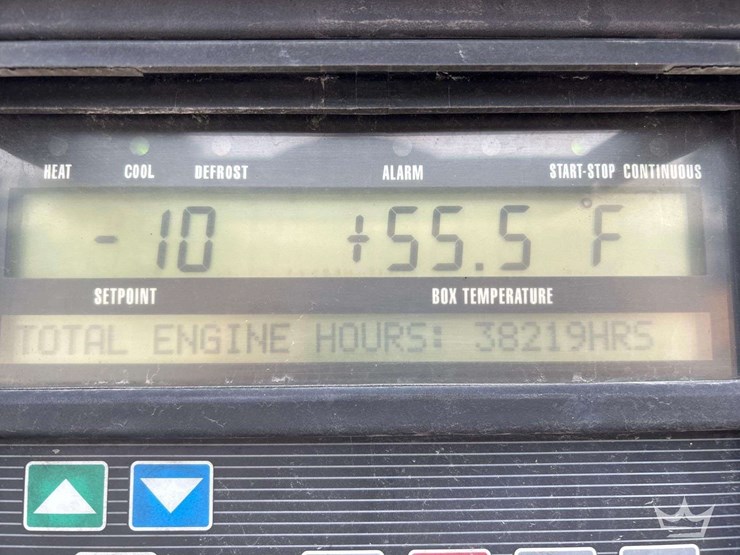 HEAT COOL DEFROST ALARM START-STOP CONTINUOUS
-10 +55.5 °F
SETPOINT BOX TEMPERATURE
TOTAL ENGINE HOURS: 38219HRS